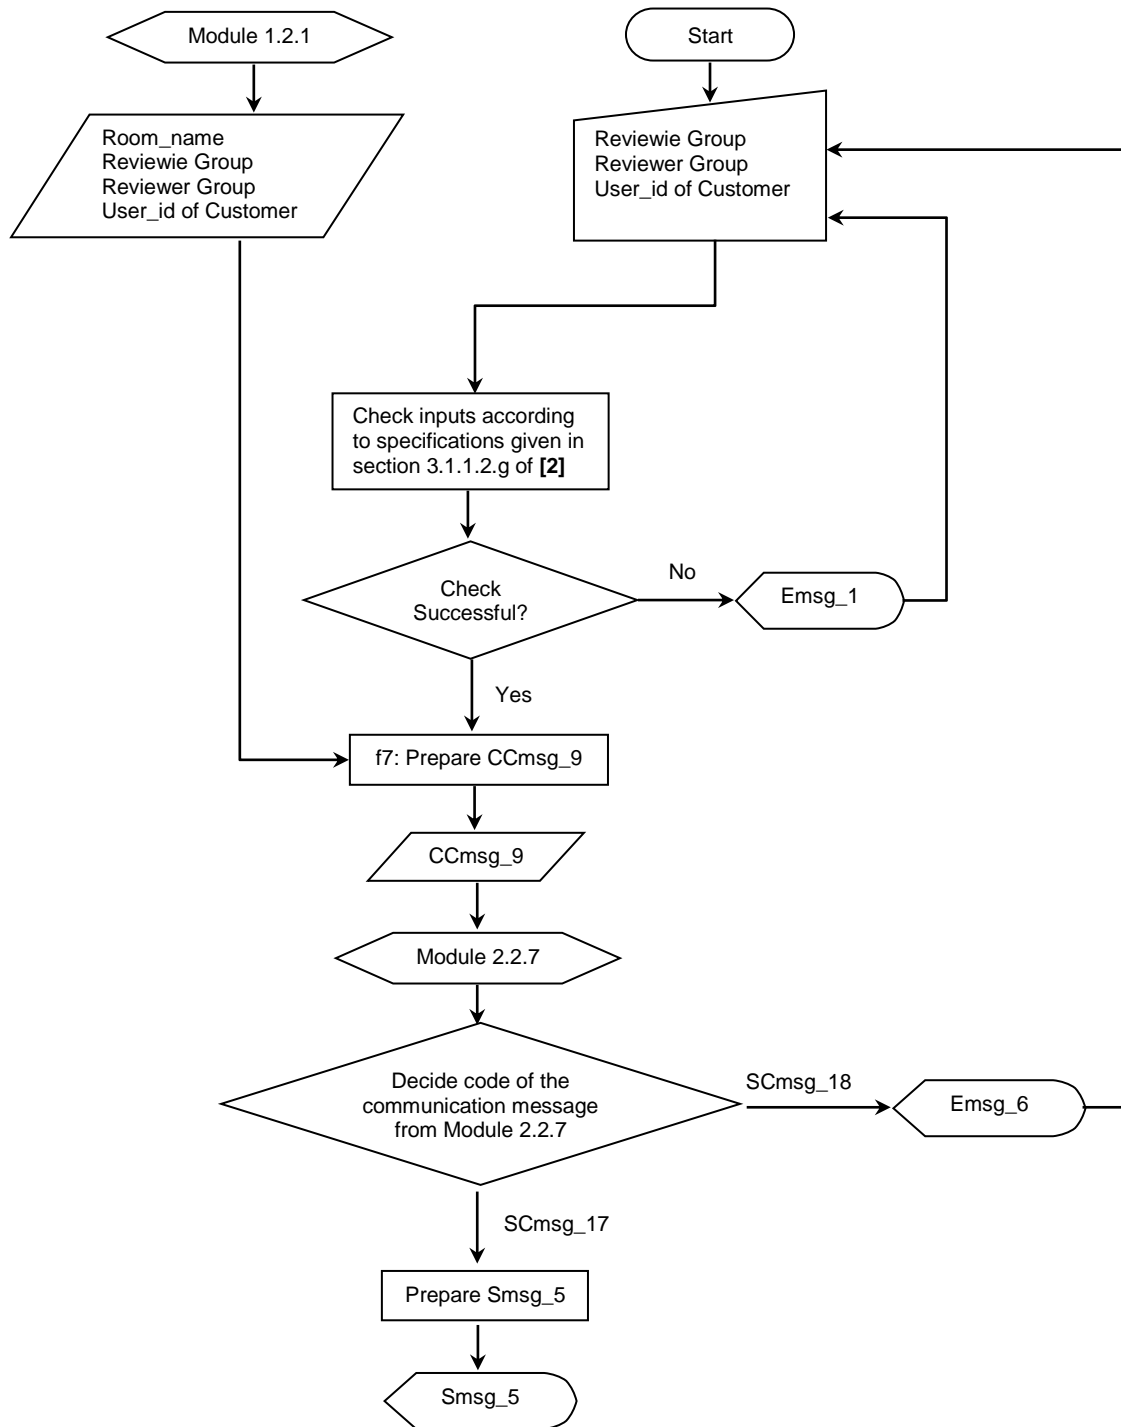 Module 1.2.1
Start
Room_name
Reviewie Group
Reviewer Group
User_id of Customer
Reviewie Group
Reviewer Group
User_id of Customer
Check inputs according
to specifications given in
section 3.1.1.2.g of [2]
Check
Successful?
No
Emsg_1
Yes
f7: Prepare CCmsg_9
CCmsg_9
Module 2.2.7
Decide code of the
communication message
from Module 2.2.7
SCmsg_18
Emsg_6
SCmsg_17
Prepare Smsg_5
Smsg_5